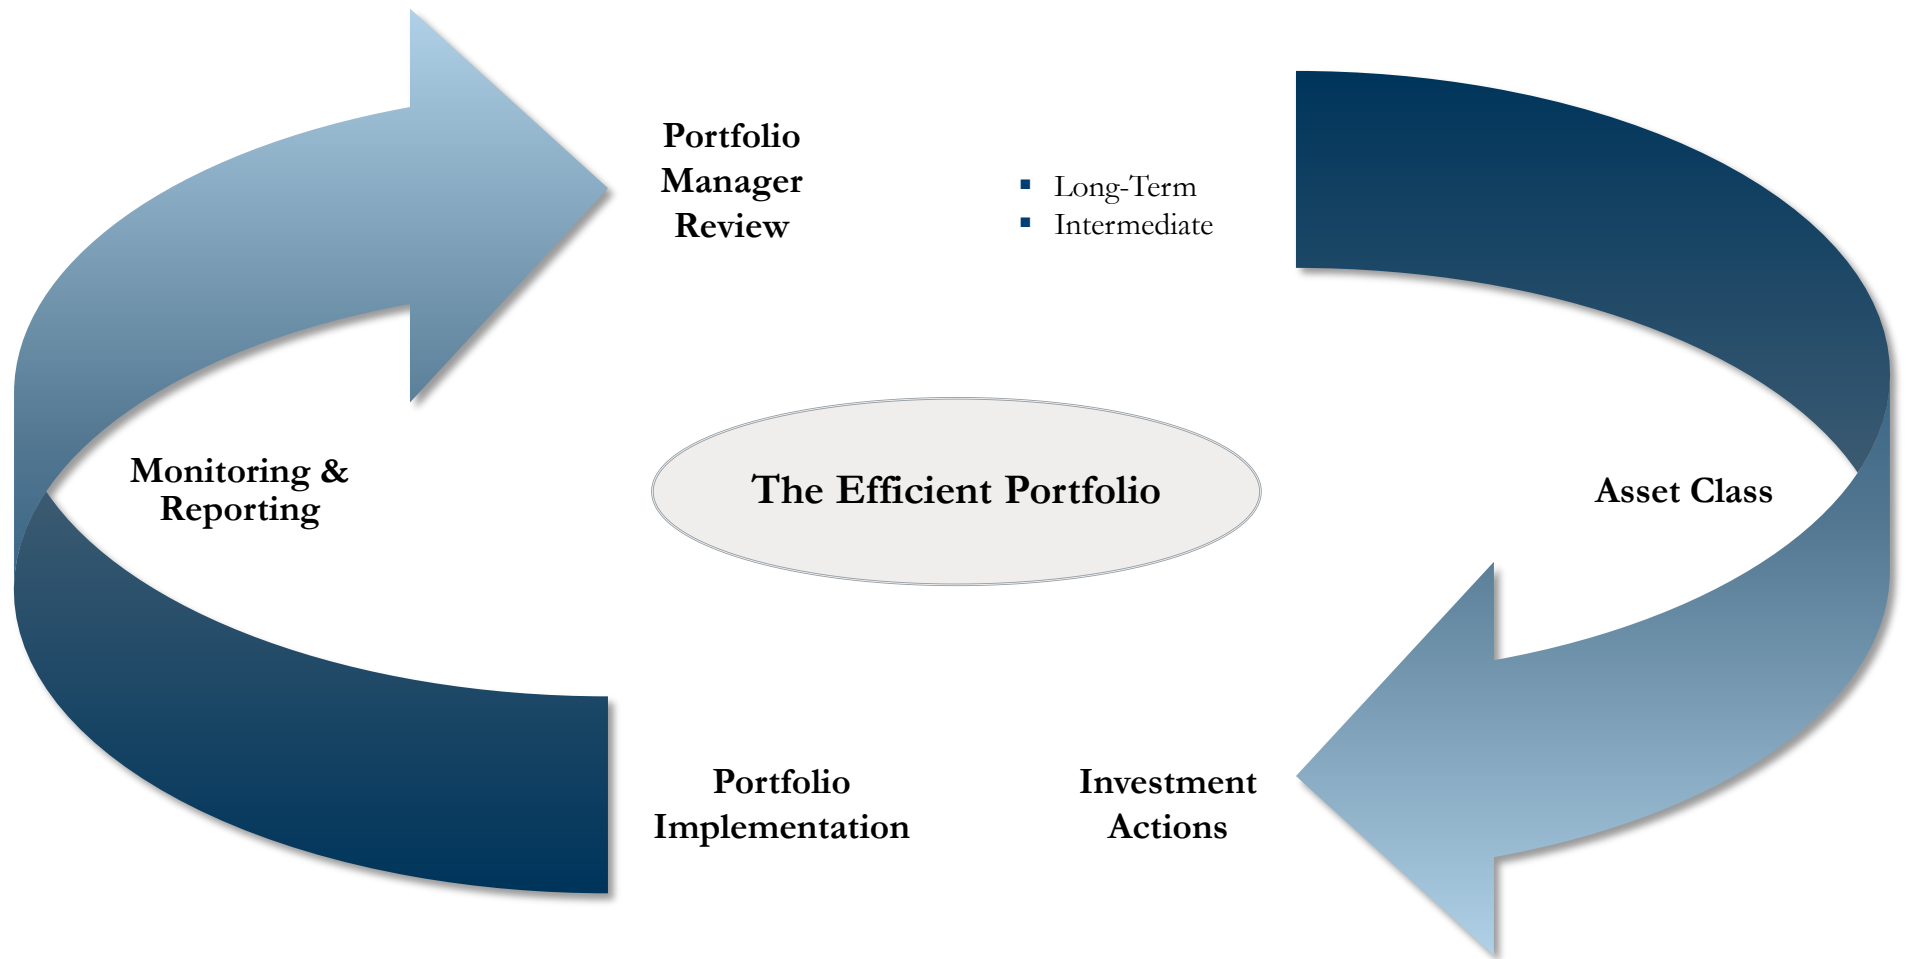 Portfolio
Manager
Review
▪ Long-Term
▪ Intermediate
Monitoring &
Reporting
The Efficient Portfolio
Asset Class
Portfolio
Implementation
Investment
Actions